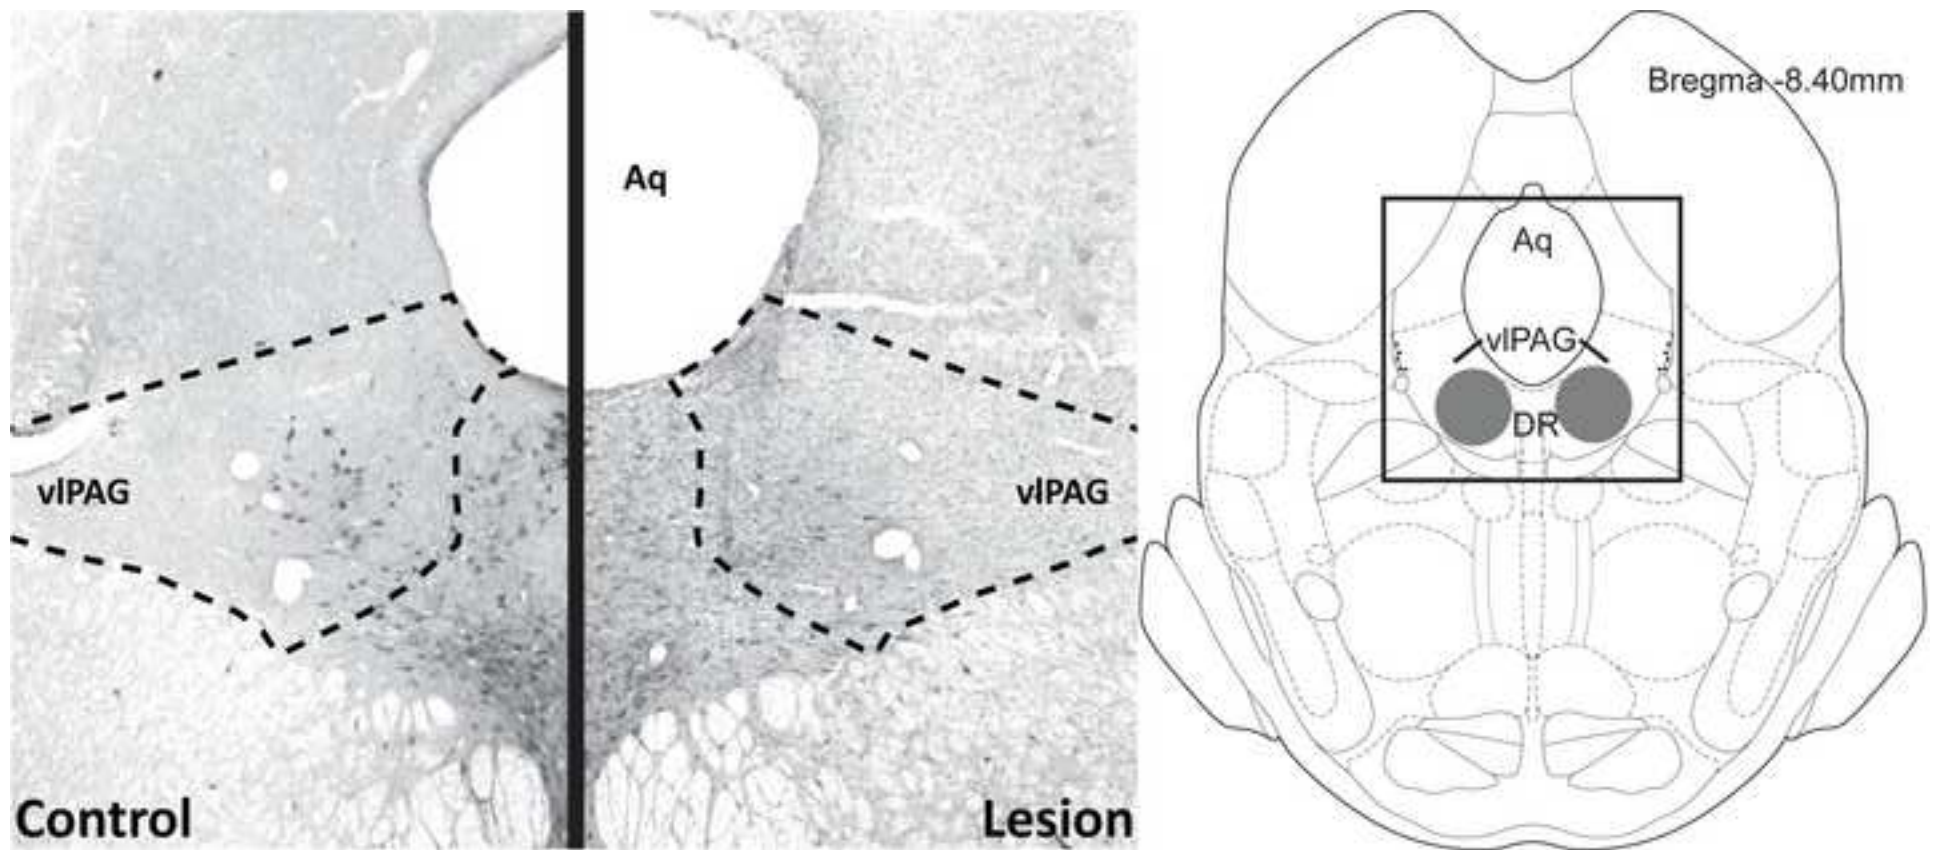 Aq
vlPAG
vlPAG
Control
Lesion
Bregma -8.40mm
Aq
vlPAG
DR